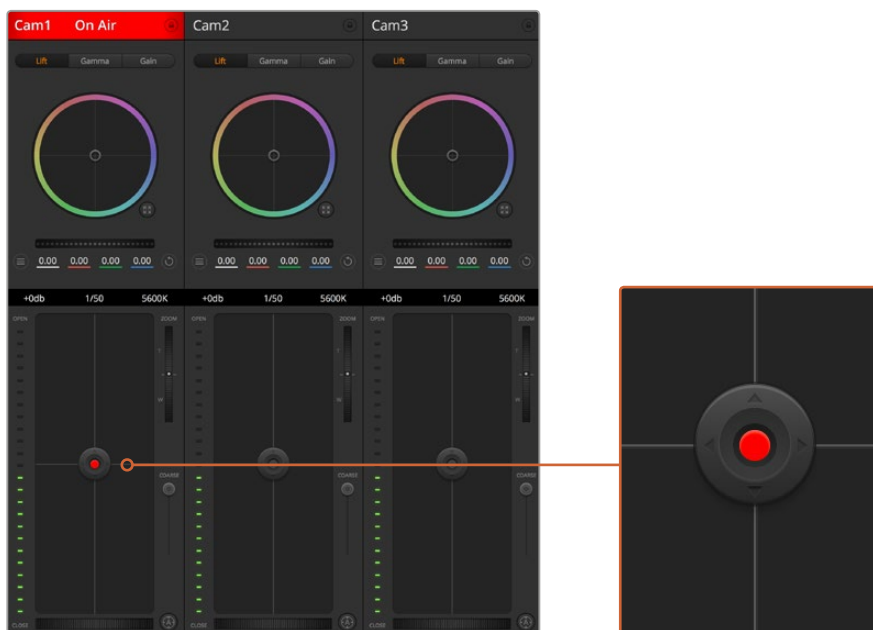 Cam1 On Air Cam2 Cam3
Lift Gamma Gain Lift Gamma Gain Lift Gamma Gain
0.00 0.00 0.00 0.00 0.00 0.00 0.00 0.00 0.00 0.00 0.00 0.00
+0db 1/50 5600K +0db 1/50 5600K +0db 1/50 5600K
OPEN ZOOM OPEN ZOOM OPEN ZOOM
T T T
W W W
COARSE COARSE COARSE
CLOSE CLOSE CLOSE